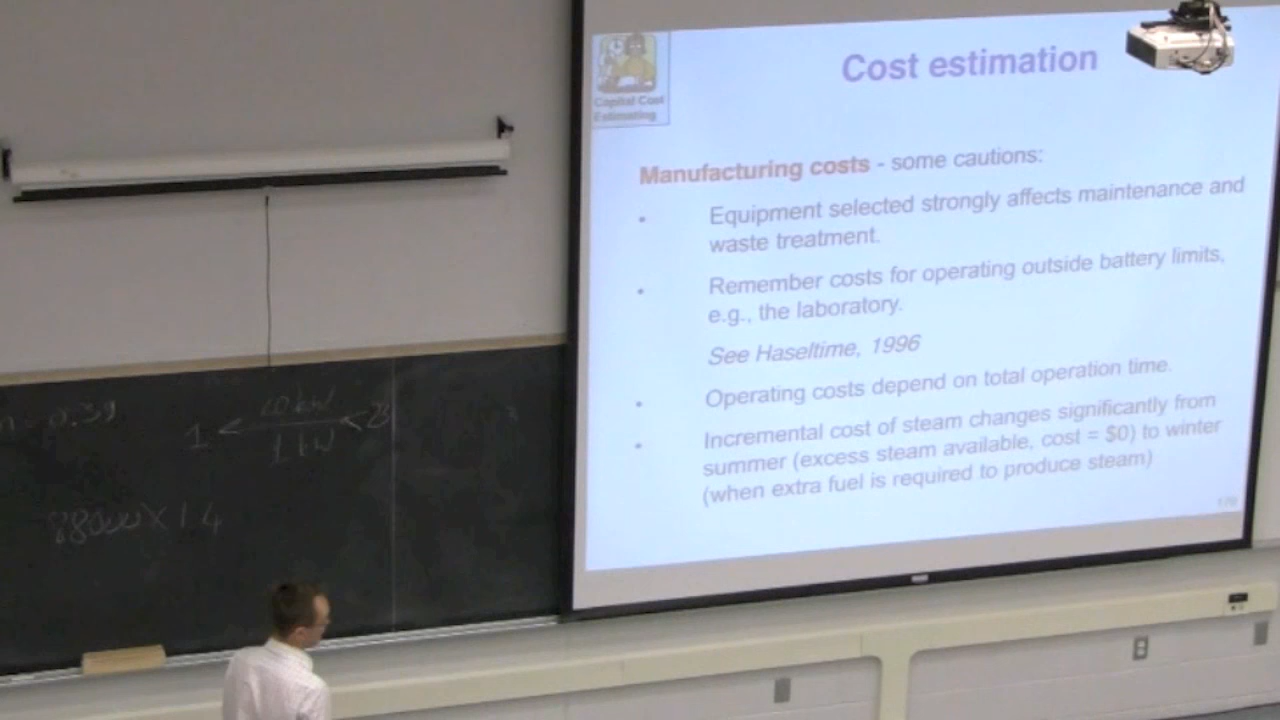 Capital Cost
Estimating
Cost estimation
Manufacturing costs - some cautions:
• Equipment selected strongly affects maintenance and
waste treatment.
• Remember costs for operating outside battery limits,
e.g., the laboratory.
See Haseltime, 1996
• Operating costs depend on total operation time.
• Incremental cost of steam changes significantly from
summer (excess steam available, cost = $0) to winter
(when extra fuel is required to produce steam)